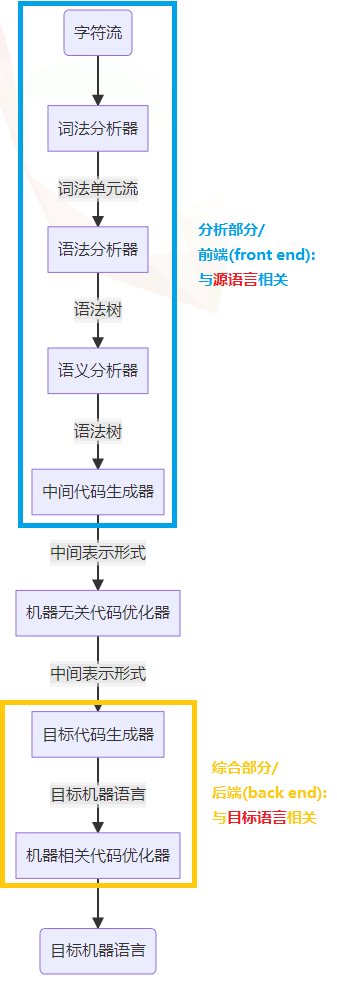 字符流
词法分析器
词法单元流
语法分析器
分析部分/
前端(front end):
与源语言相关
语法树
语义分析器
语法树
中间代码生成器
中间表示形式
机器无关代码优化器
中间表示形式
目标代码生成器
综合部分/
后端(back end):
与目标语言相关
目标机器语言
机器相关代码优化器
目标机器语言